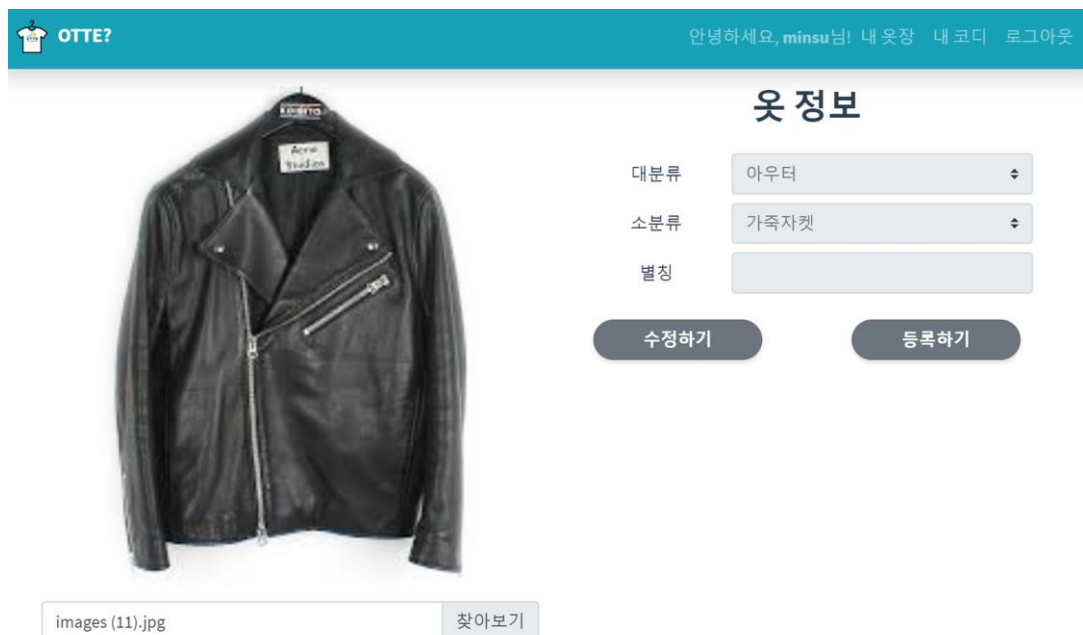 OTTE?
안녕하세요, minsu님! 내 옷장 내 코디 로그아웃
Acne
Studios
옷 정보
대분류 아우터
소분류 가죽자켓
별칭
수정하기 등록하기
images (11).jpg 찾아보기